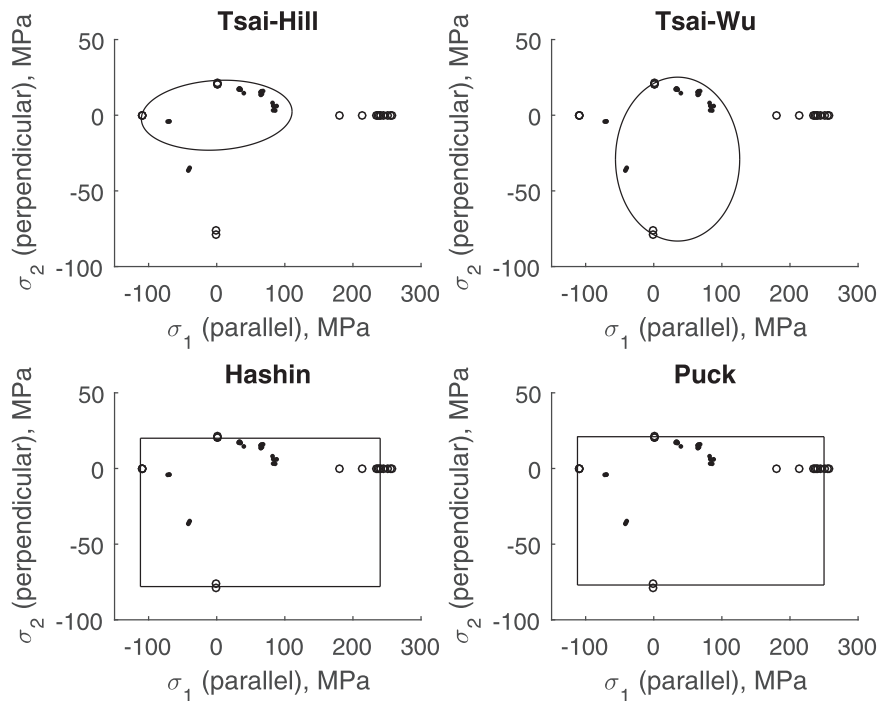 Tsai-Hill
50
0
-50
-100
σ2 (perpendicular), MPa
-100 0 100 200 300
σ1 (parallel), MPa
Tsai-Wu
50
0
-50
-100
σ2 (perpendicular), MPa
-100 0 100 200 300
σ1 (parallel), MPa
Hashin
50
0
-50
-100
σ2 (perpendicular), MPa
-100 0 100 200 300
σ1 (parallel), MPa
Puck
50
0
-50
-100
σ2 (perpendicular), MPa
-100 0 100 200 300
σ1 (parallel), MPa